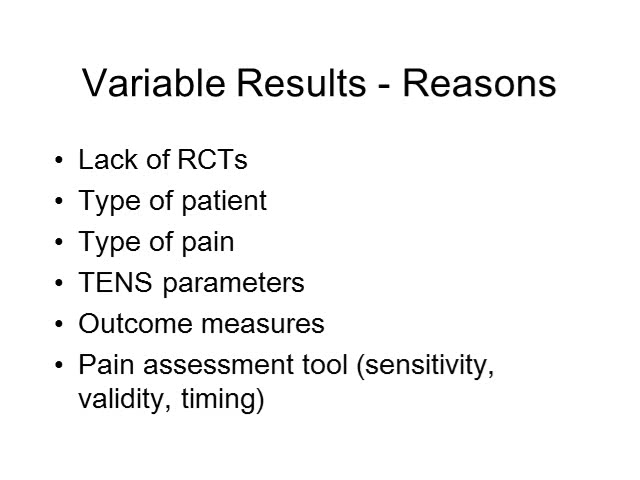 Variable Results - Reasons
• Lack of RCTs
• Type of patient
• Type of pain
• TENS parameters
• Outcome measures
• Pain assessment tool (sensitivity,
validity, timing)